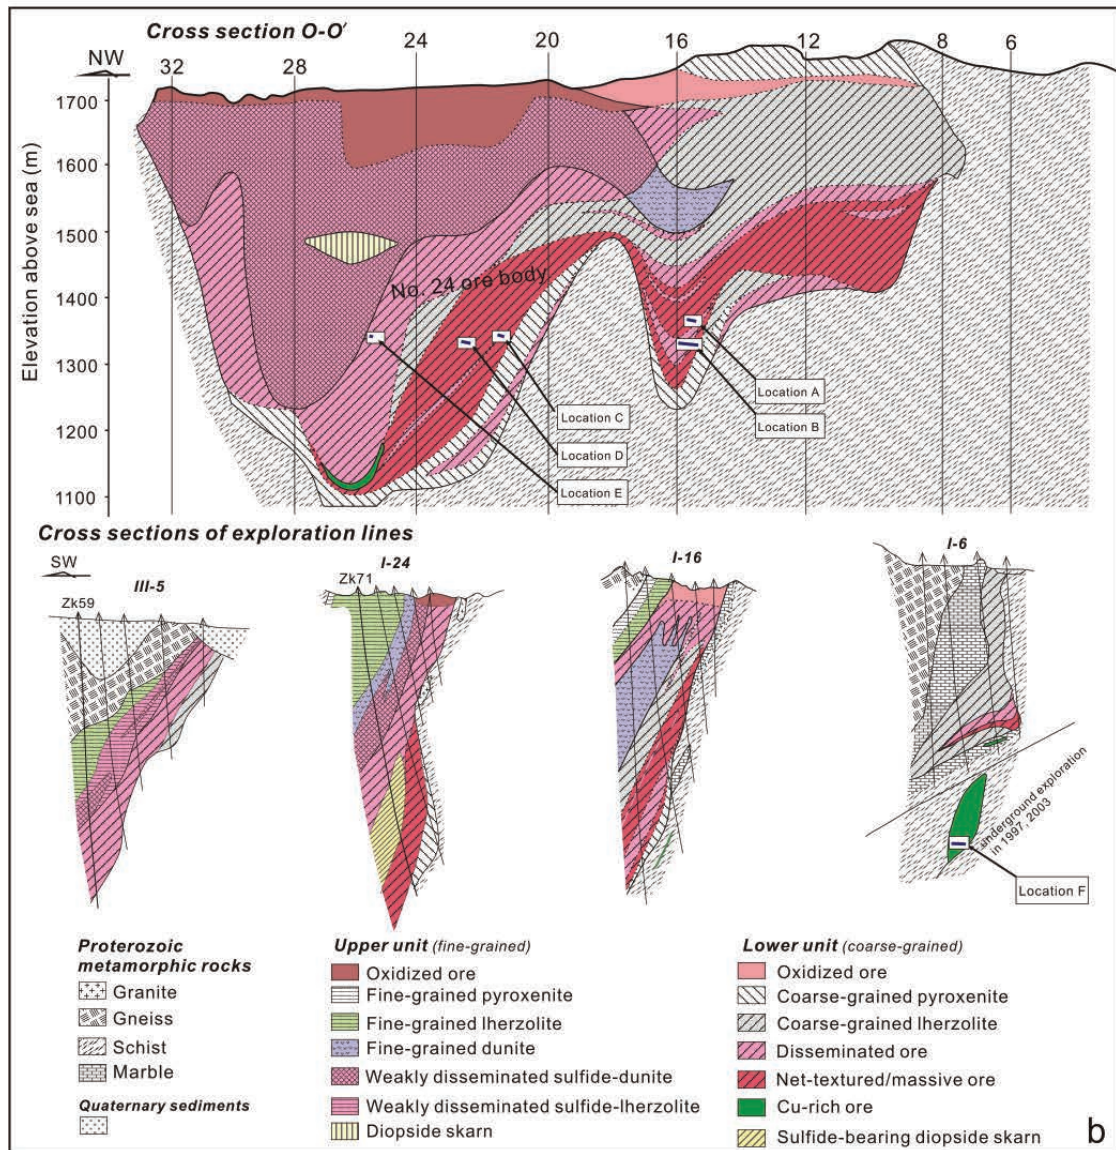 Cross section O-O'
NW
32
28
24
20
16
12
8
6
Elevation above sea (m)
1700
1600
1500
1400
1300
1200
1100
No. 24 ore body
Location A
Location B
Location C
Location D
Location E
Cross sections of exploration lines
SW
III-5
Zk59
I-24
Zk71
I-16
I-6
underground exploration
in 1997, 2003
Location F
Proterozoic
metamorphic rocks
Granite
Gneiss
Schist
Marble
Quaternary sediments
Upper unit (fine-grained)
Oxidized ore
Fine-grained pyroxenite
Fine-grained lherzolite
Fine-grained dunite
Weakly disseminated sulfide-dunite
Weakly disseminated sulfide-lherzolite
Diopside skarn
Lower unit (coarse-grained)
Oxidized ore
Coarse-grained pyroxenite
Coarse-grained lherzolite
Disseminated ore
Net-textured/massive ore
Cu-rich ore
Sulfide-bearing diopside skarn
b